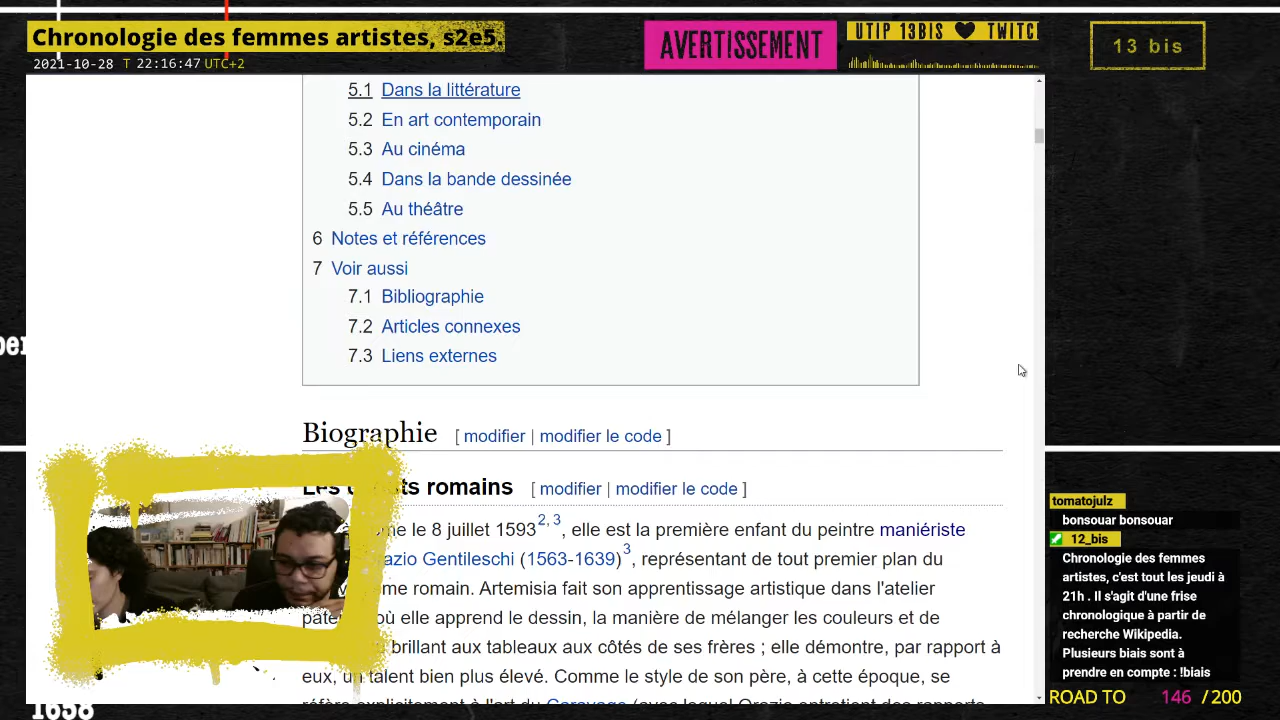 Chronologie des femmes artistes, s2e5
2021-10-28 T 22:16:47 UTC+2
AVERTISSEMENT
UTIP 13BIS ♥ TWITC
13 bis
5.1 Dans la littérature
5.2 En art contemporain
5.3 Au cinéma
5.4 Dans la bande dessinée
5.5 Au théâtre
6 Notes et références
7 Voir aussi
7.1 Bibliographie
7.2 Articles connexes
7.3 Liens externes
Biographie [ modifier | modifier le code ]
romains [ modifier | modifier le code ]
le 8 juillet 1593 2, 3, elle est la première enfant du peintre maniériste
Gentileschi (1563-1639) 3, représentant de tout premier plan du
romain. Artemisia fait son apprentissage artistique dans l'atelier
où elle apprend le dessin, la manière de mélanger les couleurs et de
brillant aux tableaux aux côtés de ses frères ; elle démontre, par rapport à
eux, un talent bien plus élevé. Comme le style de son père, à cette époque, se
tomatojulz
bonsouar bonsouar
12_bis
Chronologie des femmes
artistes, c'est tout les jeudi à
21h . Il s'agit d'une frise
chronologique à partir de
recherche Wikipedia.
Plusieurs biais sont à
prendre en compte : !biais
ROAD TO 146 / 200
1658